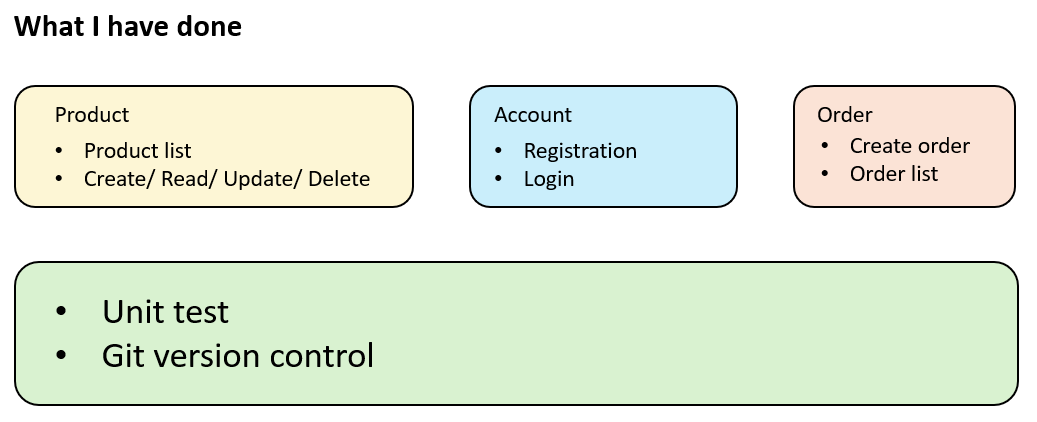 What I have done
Product
• Product list
• Create/ Read/ Update/ Delete
Account
• Registration
• Login
Order
• Create order
• Order list
• Unit test
• Git version control